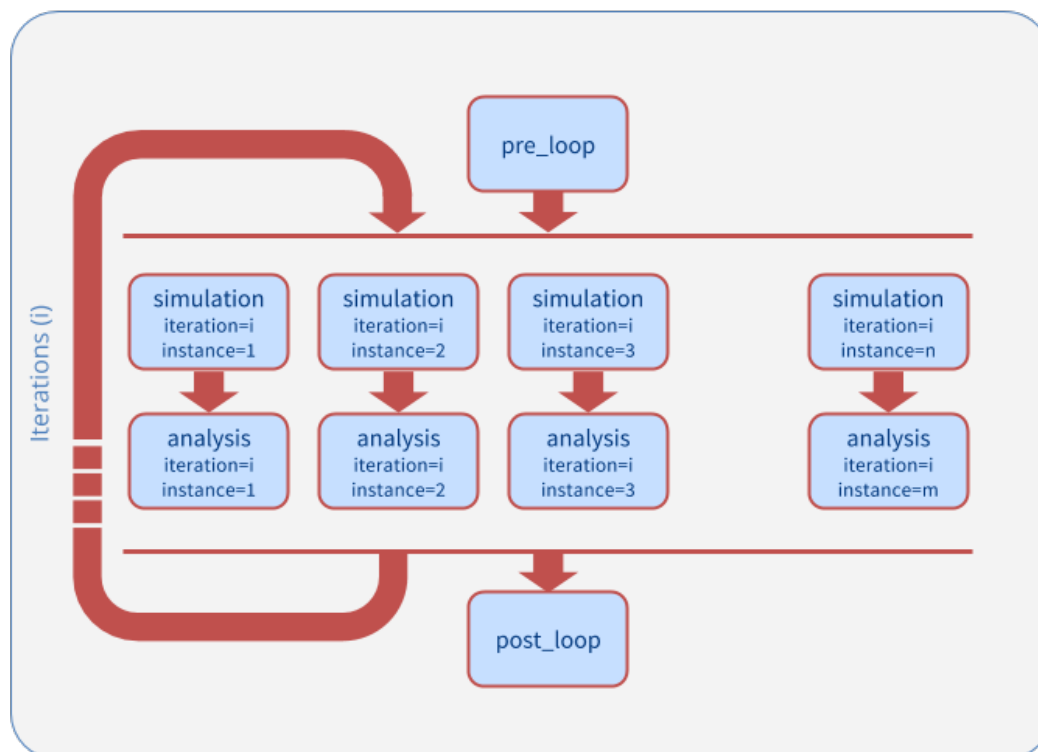 pre_loop
Iterations (i)
simulation
iteration=i
instance=1
simulation
iteration=i
instance=2
simulation
iteration=i
instance=3
simulation
iteration=i
instance=n
analysis
iteration=i
instance=1
analysis
iteration=i
instance=2
analysis
iteration=i
instance=3
analysis
iteration=i
instance=m
post_loop